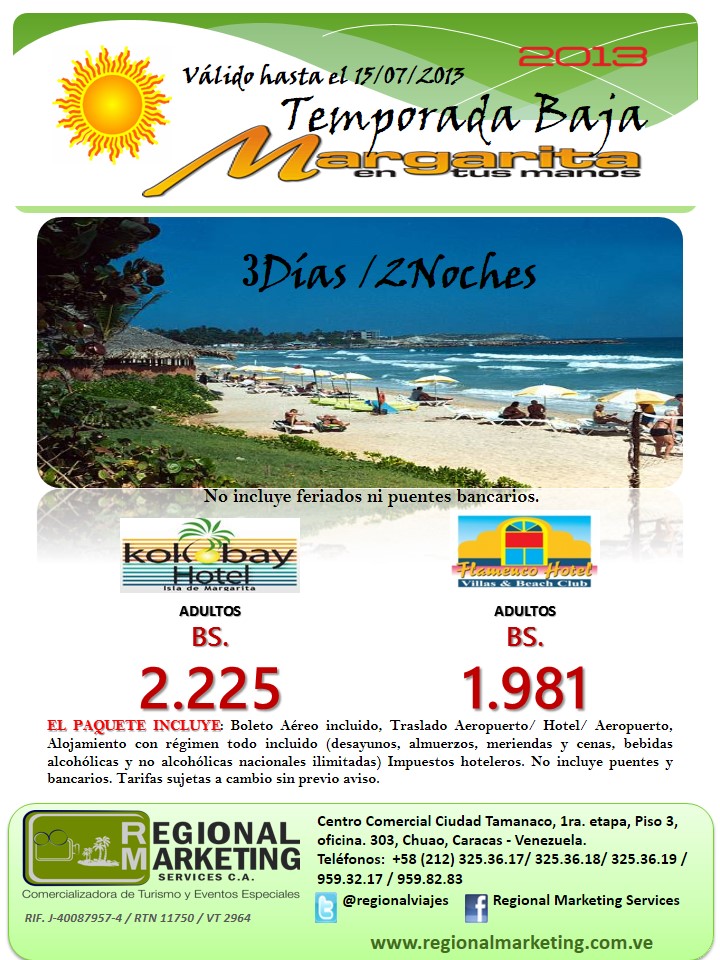 2013
Válido hasta el 15/07/2013
Temporada Baja
Margarita
en tus manos
3Días /2Noches
No incluye feriados ni puentes bancarios.
kolobay
Hotel
Isla de Margarita
Flamenco Hotel
Villas & Beach Club
ADULTOS
BS.
2.225
ADULTOS
BS.
1.981
EL PAQUETE INCLUYE: Boleto Aéreo incluido, Traslado Aeropuerto/ Hotel/ Aeropuerto,
Alojamiento con régimen todo incluido (desayunos, almuerzos, meriendas y cenas, bebidas
alcohólicas y no alcohólicas nacionales ilimitadas) Impuestos hoteleros. No incluye puentes y
bancarios. Tarifas sujetas a cambio sin previo aviso.
REGIONAL
MARKETING
SERVICES C.A.
Comercializadora de Turismo y Eventos Especiales
RIF. J-40087957-4 / RTN 11750 / VT 2964
Centro Comercial Ciudad Tamanaco, 1ra. etapa, Piso 3,
oficina. 303, Chuao, Caracas - Venezuela.
Teléfonos: +58 (212) 325.36.17/ 325.36.18/ 325.36.19 /
959.32.17 / 959.82.83
@regionalviajes
Regional Marketing Services
www.regionalmarketing.com.ve